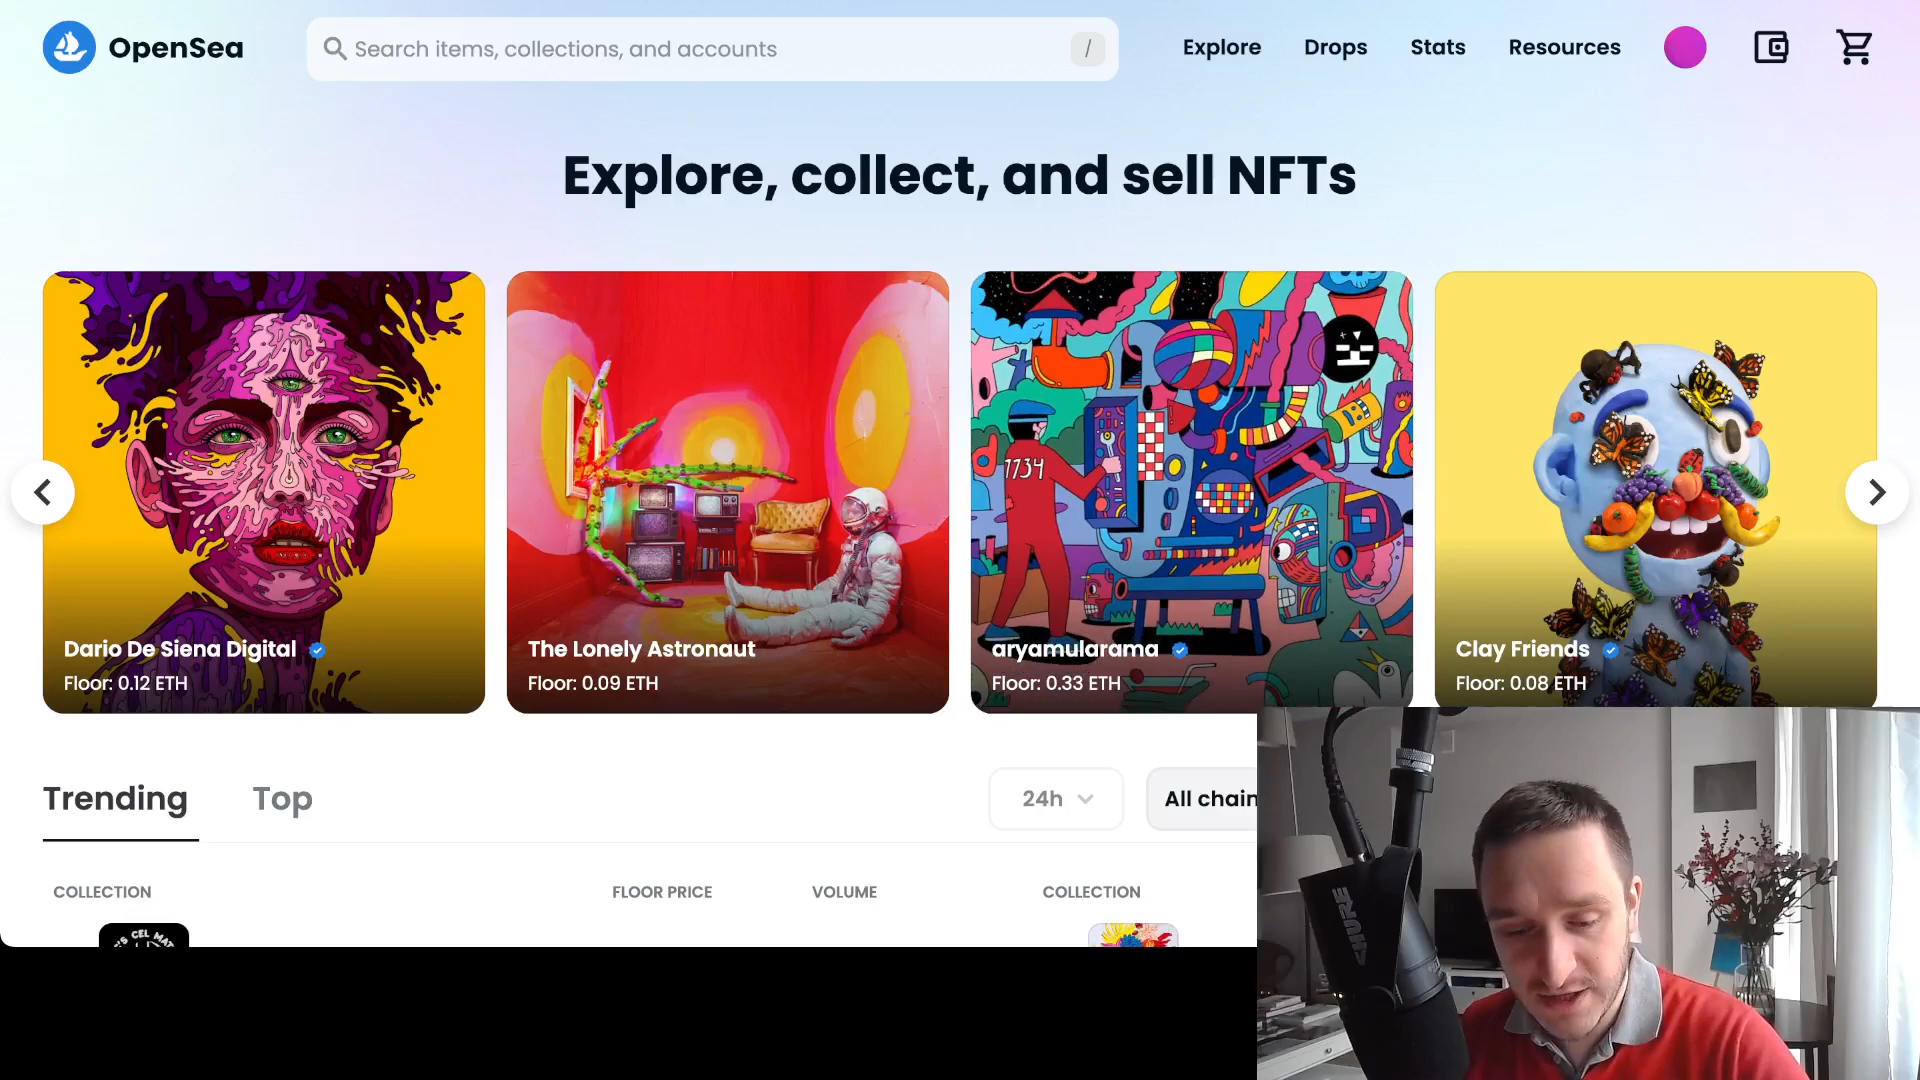 OpenSea
Search items, collections, and accounts
/
Explore
Drops
Stats
Resources
Explore, collect, and sell NFTs
1734
Dario De Siena Digital
Floor: 0.12 ETH
The Lonely Astronaut
Floor: 0.09 ETH
aryamularama
Floor: 0.33 ETH
Clay Friends
Floor: 0.08 ETH
Trending
Top
24h
All chain
COLLECTION
FLOOR PRICE
VOLUME
COLLECTION
CEL MAT
SHURE